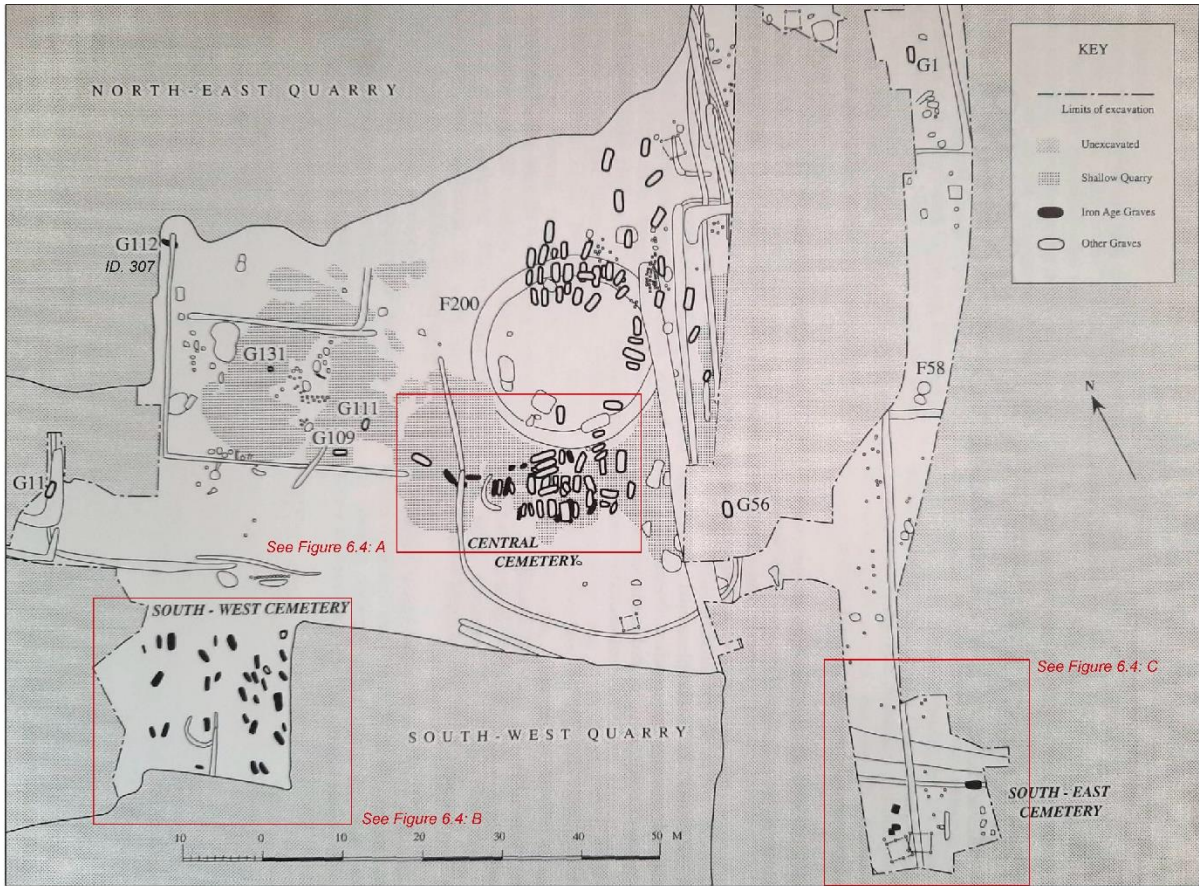 NORTH-EAST QUARRY
G1
KEY
Limits of excavation
Unexcavated
Shallow Quarry
Iron Age Graves
Other Graves
G112
ID. 307
F200
G131
F58
N
G111
G109
G11
G56
See Figure 6.4: A
CENTRAL
CEMETERY
SOUTH - WEST CEMETERY
See Figure 6.4: C
SOUTH-WEST QUARRY
SOUTH - EAST
CEMETERY
See Figure 6.4: B
10 0 10 20 30 40 50 M